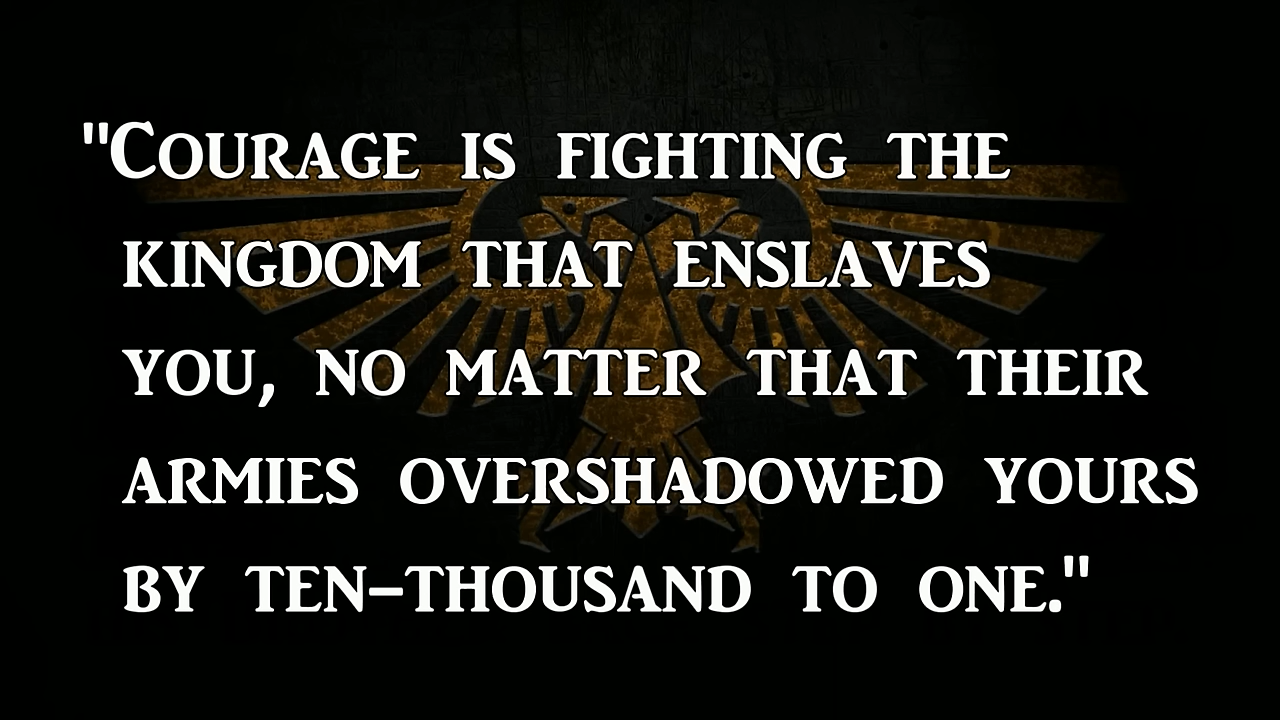 "Courage is fighting the
kingdom that enslaves
you, no matter that their
armies overshadowed yours
by ten-thousand to one."